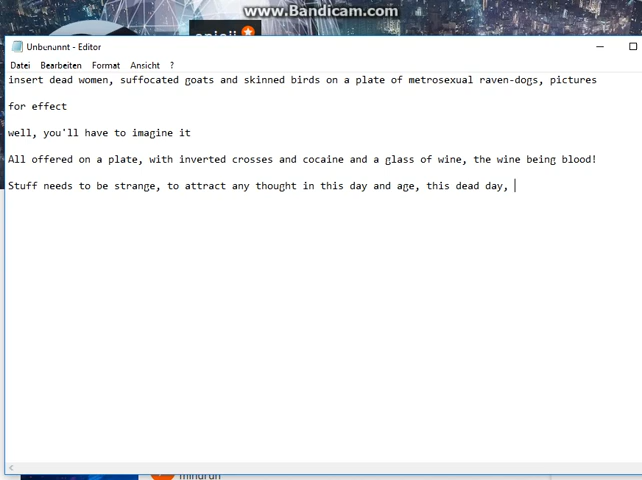 www.Bandicam.com
Unbenannt - Editor
Datei Bearbeiten Format Ansicht ?
insert dead women, suffocated goats and skinned birds on a plate of metrosexual raven-dogs, pictures
for effect
well, you'll have to imagine it
All offered on a plate, with inverted crosses and cocaine and a glass of wine, the wine being blood!
Stuff needs to be strange, to attract any thought in this day and age, this dead day,